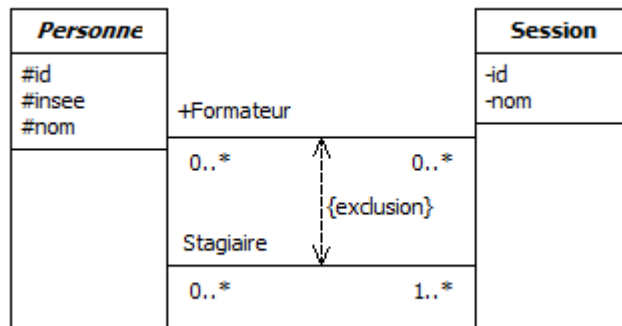 Personne
#id
#insee
#nom
Session
-id
-nom
+Formateur
0..*
0..*
{exclusion}
Stagiaire
0..*
1..*